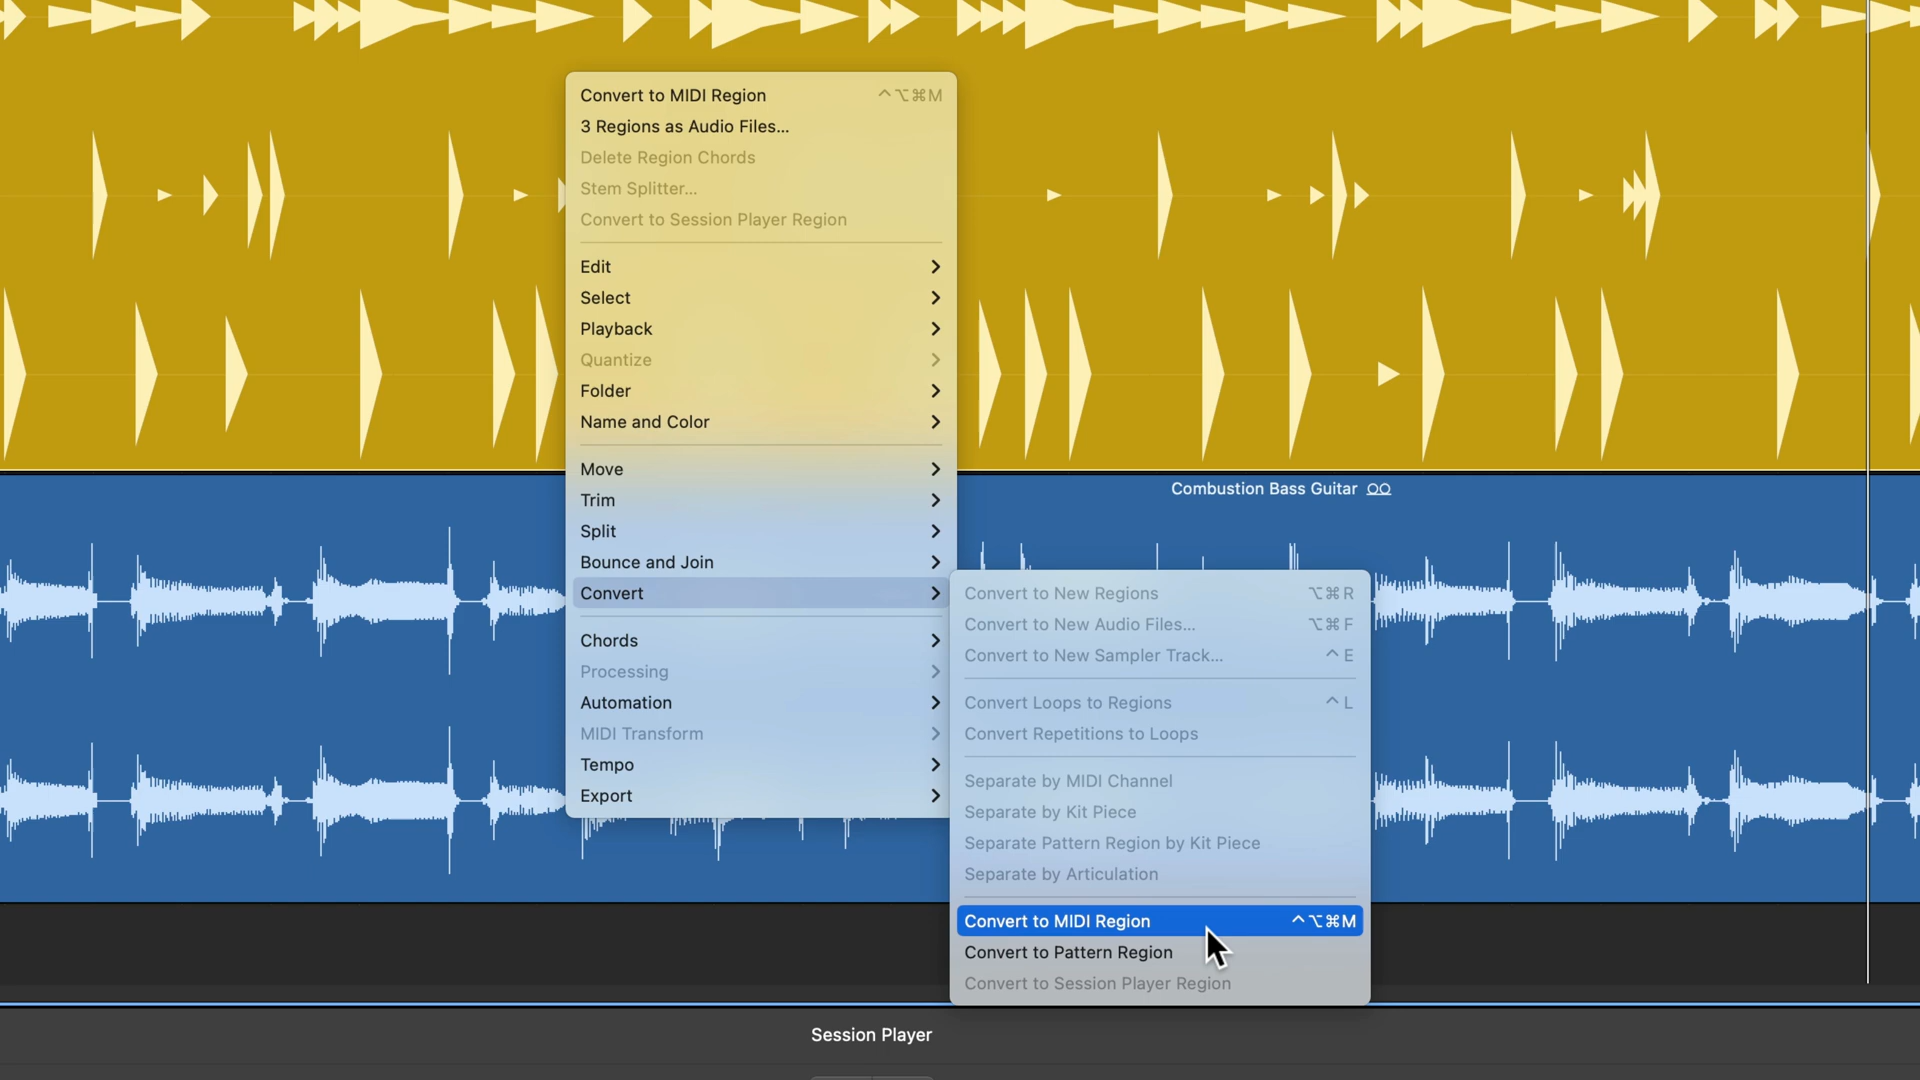 Convert to MIDI Region ⌃⌥⌘M
3 Regions as Audio Files...
Delete Region Chords
Stem Splitter...
Convert to Session Player Region
Edit
Select
Playback
Quantize
Folder
Name and Color
Move
Trim
Split
Bounce and Join
Convert
Chords
Processing
Automation
MIDI Transform
Tempo
Export
Combustion Bass Guitar
Convert to New Regions ⌥⌘R
Convert to New Audio Files... ⌥⌘F
Convert to New Sampler Track... ⌃E
Convert Loops to Regions ⌃L
Convert Repetitions to Loops
Separate by MIDI Channel
Separate by Kit Piece
Separate Pattern Region by Kit Piece
Separate by Articulation
Convert to MIDI Region ⌃⌥⌘M
Convert to Pattern Region
Convert to Session Player Region
Session Player